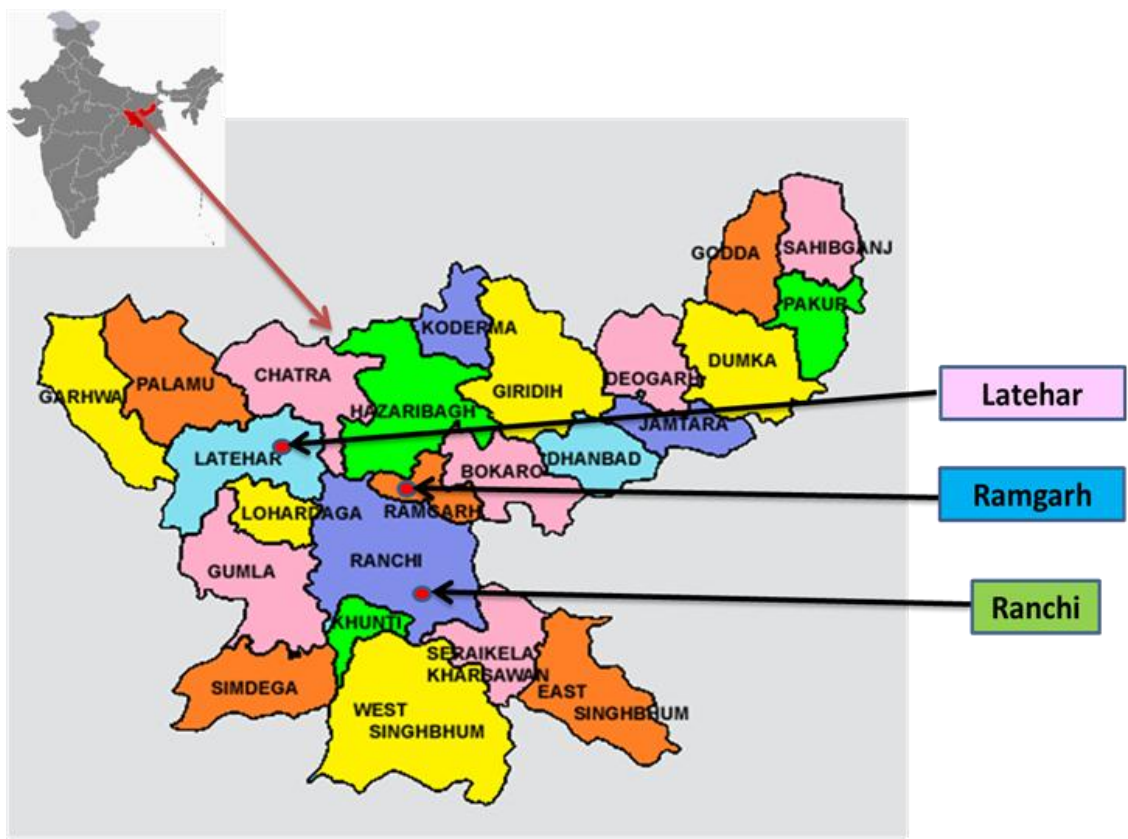 GODDA
SAHIBGANJ
PAKUR
KODERMA
DUMKA
CHATRA
DEOGARH
PALAMU
GIRIDIH
GARHWA
HAZARIBAGH
JAMTARA
LATEHAR
BOKARO
DHANBAD
LOHARDAGA
RAMGARH
RANCHI
GUMLA
KHUNTI
SERAIKELA
KHARSAWAN
SIMDEGA
EAST
SINGHBHUM
WEST
SINGHBHUM
Latehar
Ramgarh
Ranchi